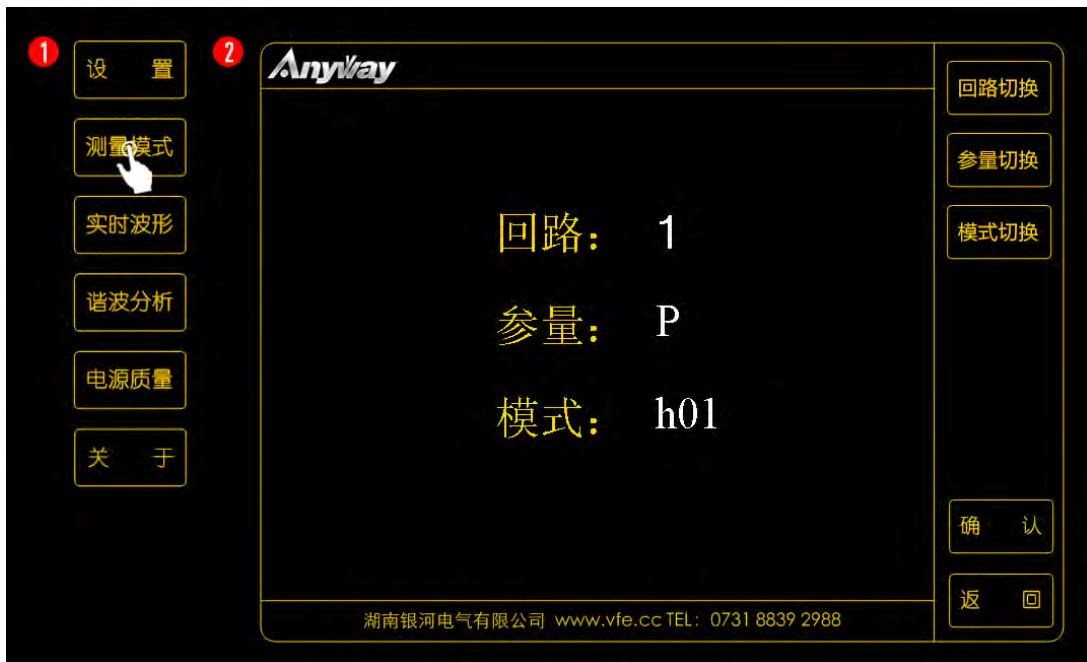 1
设 置
测量模式
实时波形
谐波分析
电源质量
关 于
2
Anyway
回路： 1
参量： P
模式： h01
回路切换
参量切换
模式切换
确 认
返 回
湖南银河电气有限公司 www.vfe.cc TEL：0731 8839 2988